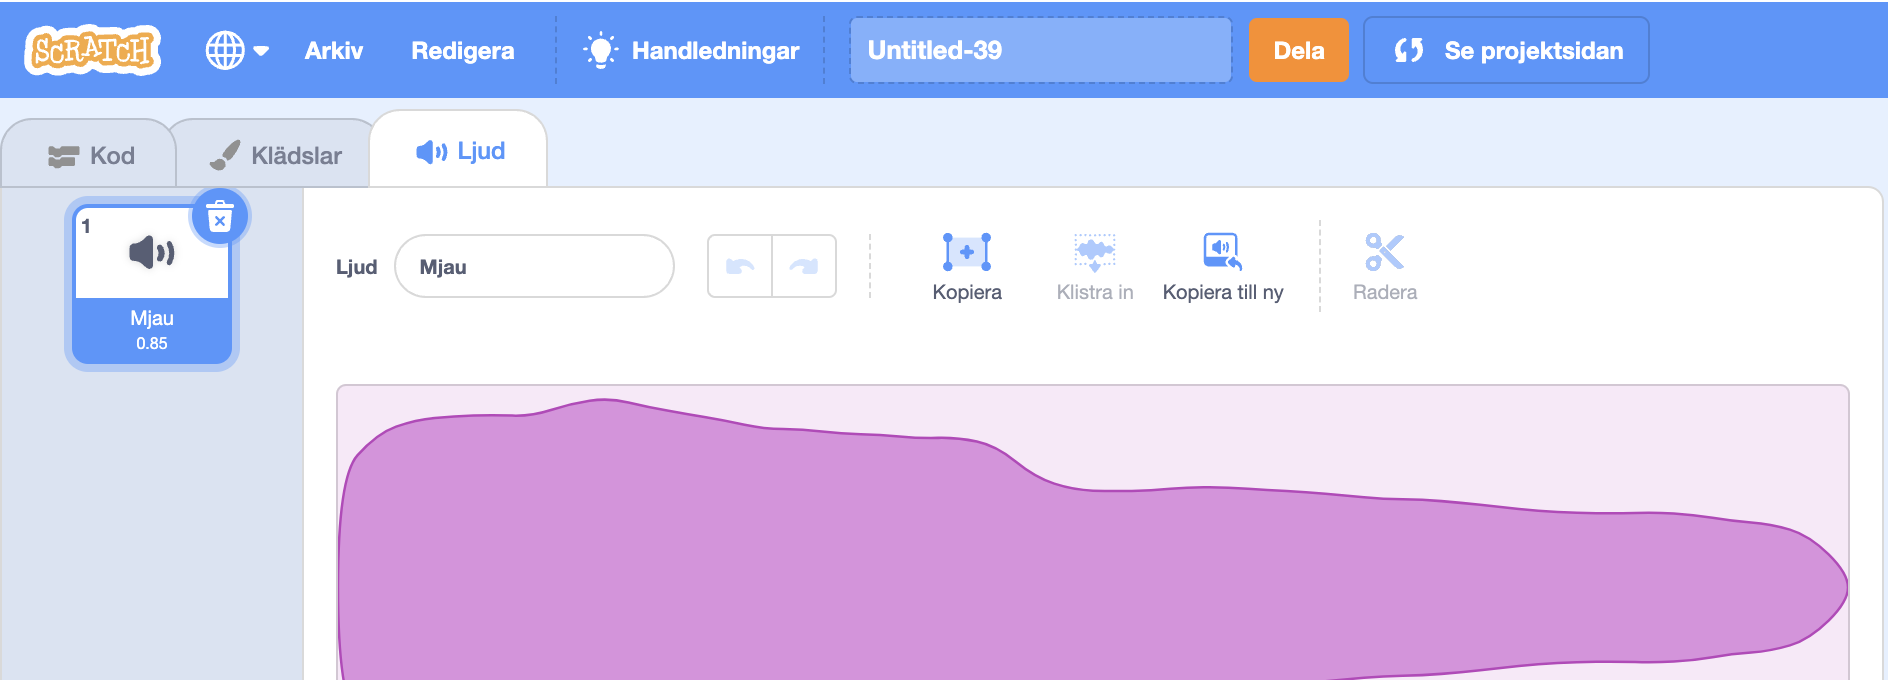 SCRATCH Arkiv Redigera Handledningar Untitled-39 Dela Se projektsidan
Kod Klädslar Ljud
1
Mjau
0.85
Ljud Mjau
Kopiera Klistra in Kopiera till ny Radera